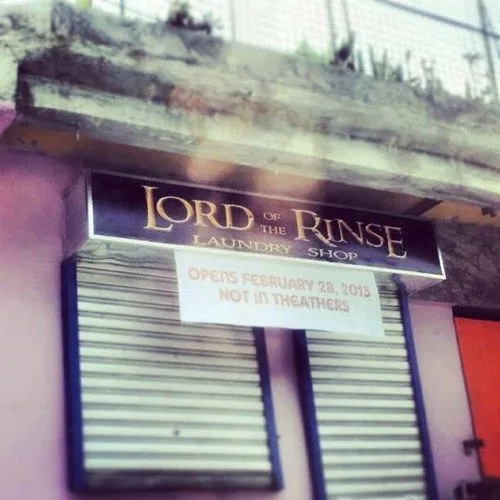 LORD OF THE RINSE
LAUNDRY SHOP
OPENS FEBRUARY 28, 2013
NOT IN THEATHERS